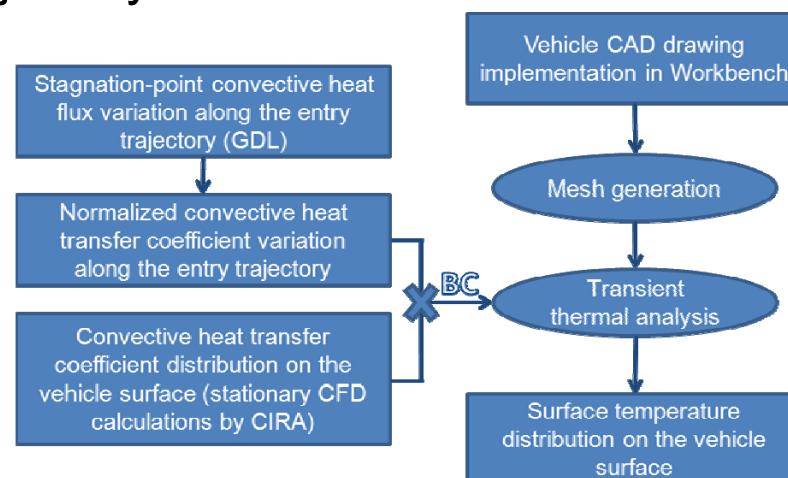 Stagnation-point convective heat
flux variation along the entry
trajectory (GDL)
Normalized convective heat
transfer coefficient variation
along the entry trajectory
Convective heat transfer
coefficient distribution on the
vehicle surface (stationary CFD
calculations by CIRA)
BC
Vehicle CAD drawing
implementation in Workbench
Mesh generation
Transient
thermal analysis
Surface temperature
distribution on the vehicle
surface